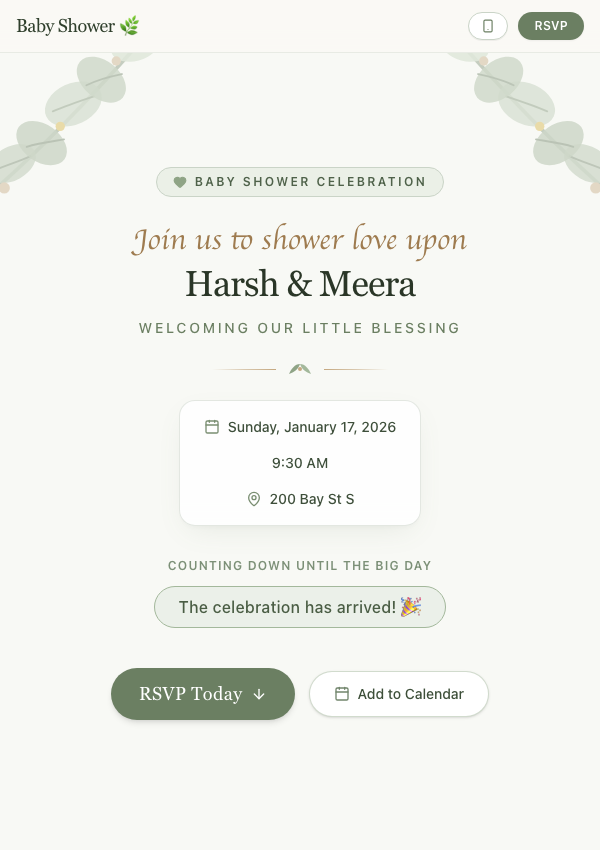 Baby Shower 🌿
RSVP
BABY SHOWER CELEBRATION
Join us to shower love upon
Harsh & Meera
WELCOMING OUR LITTLE BLESSING
Sunday, January 17, 2026
9:30 AM
200 Bay St S
COUNTING DOWN UNTIL THE BIG DAY
The celebration has arrived! 🎉
RSVP Today ↓
Add to Calendar